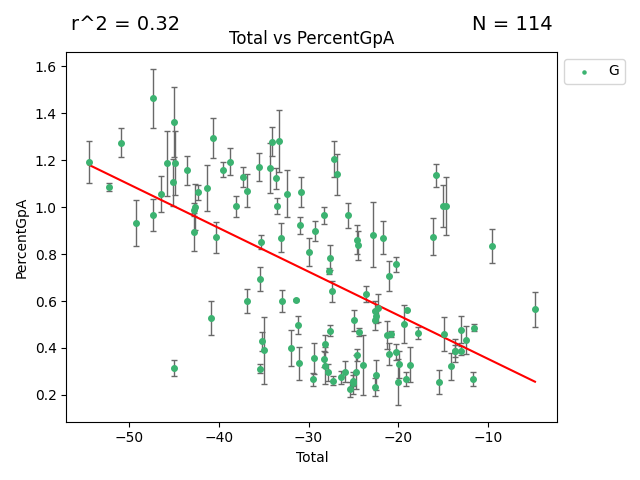 r^2 = 0.32
N = 114
Total vs PercentGpA
G
PercentGpA
1.6
1.4
1.2
1.0
0.8
0.6
0.4
0.2
−50
−40
−30
−20
−10
Total